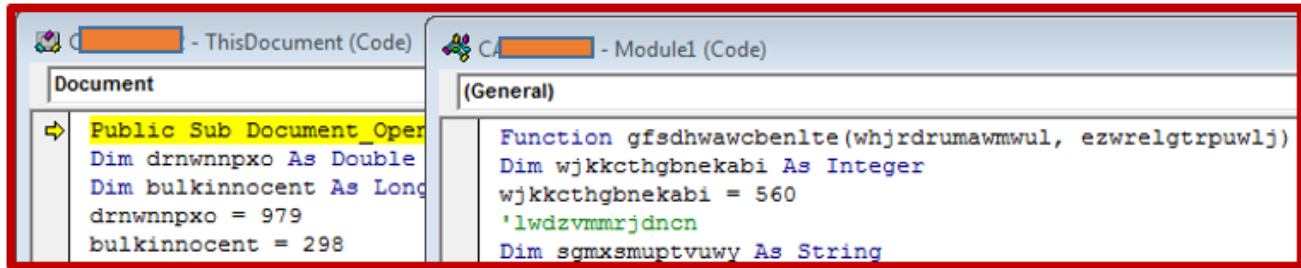 C - ThisDocument (Code)
Document
Public Sub Document_Oper
Dim drnwnnpxo As Double
Dim bulkinnocent As Long
drnwnnpxo = 979
bulkinnocent = 298
CA - Module1 (Code)
(General)
Function gfsdhwawcbenlte(whjrdrumawmwul, ezwrelgtrpuwlj)
Dim wjkkcthgbnekabi As Integer
wjkkcthgbnekabi = 560
'lwdzvmmrjdncn
Dim sgmxsmuptvuwy As String